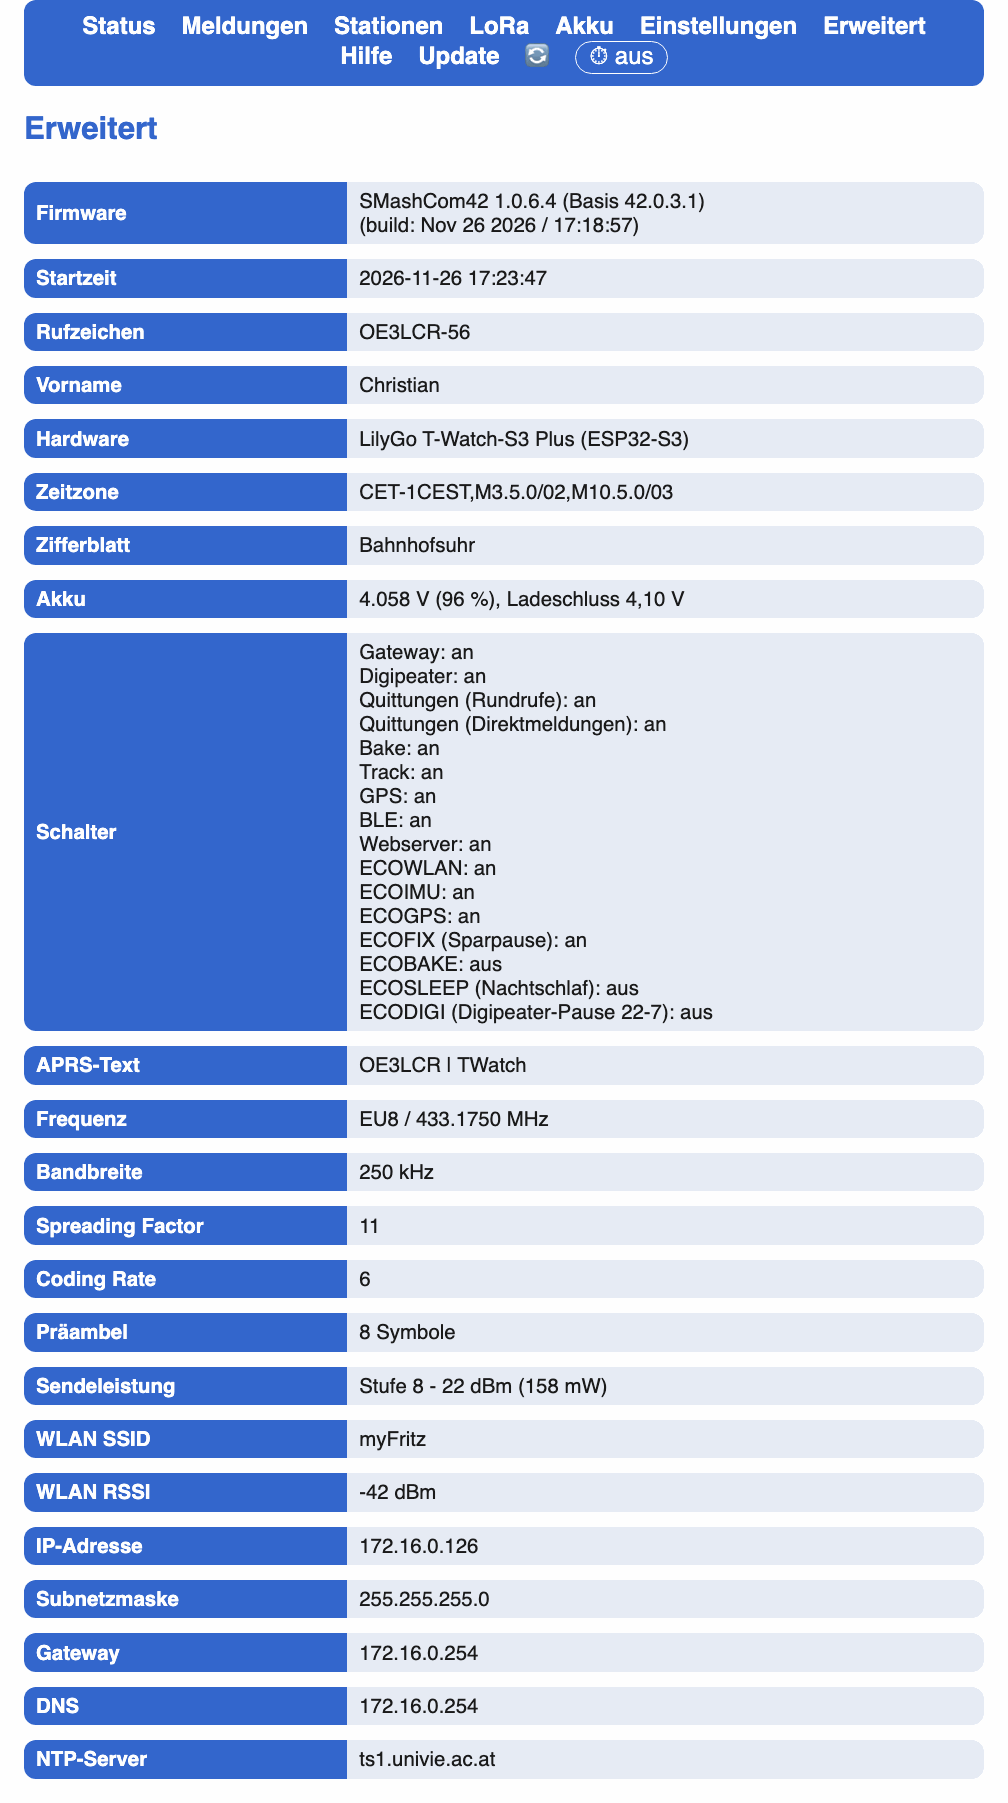 Status Meldungen Stationen LoRa Akku Einstellungen Erweitert
Hilfe Update 🔄 ⏱ aus
Erweitert
Firmware
SMashCom42 1.0.6.4 (Basis 42.0.3.1)
(build: Nov 26 2026 / 17:18:57)
Startzeit
2026-11-26 17:23:47
Rufzeichen
OE3LCR-56
Vorname
Christian
Hardware
LilyGo T-Watch-S3 Plus (ESP32-S3)
Zeitzone
CET-1CEST,M3.5.0/02,M10.5.0/03
Zifferblatt
Bahnhofsuhr
Akku
4.058 V (96 %), Ladeschluss 4,10 V
Schalter
Gateway: an
Digipeater: an
Quittungen (Rundrufe): an
Quittungen (Direktmeldungen): an
Bake: an
Track: an
GPS: an
BLE: an
Webserver: an
ECOWLAN: an
ECOIMU: an
ECOGPS: an
ECOFIX (Sparpause): an
ECOBAKE: aus
ECOSLEEP (Nachtschlaf): aus
ECODIGI (Digipeater-Pause 22-7): aus
APRS-Text
OE3LCR | TWatch
Frequenz
EU8 / 433.1750 MHz
Bandbreite
250 kHz
Spreading Factor
11
Coding Rate
6
Präambel
8 Symbole
Sendeleistung
Stufe 8 - 22 dBm (158 mW)
WLAN SSID
myFritz
WLAN RSSI
-42 dBm
IP-Adresse
172.16.0.126
Subnetzmaske
255.255.255.0
Gateway
172.16.0.254
DNS
172.16.0.254
NTP-Server
ts1.univie.ac.at